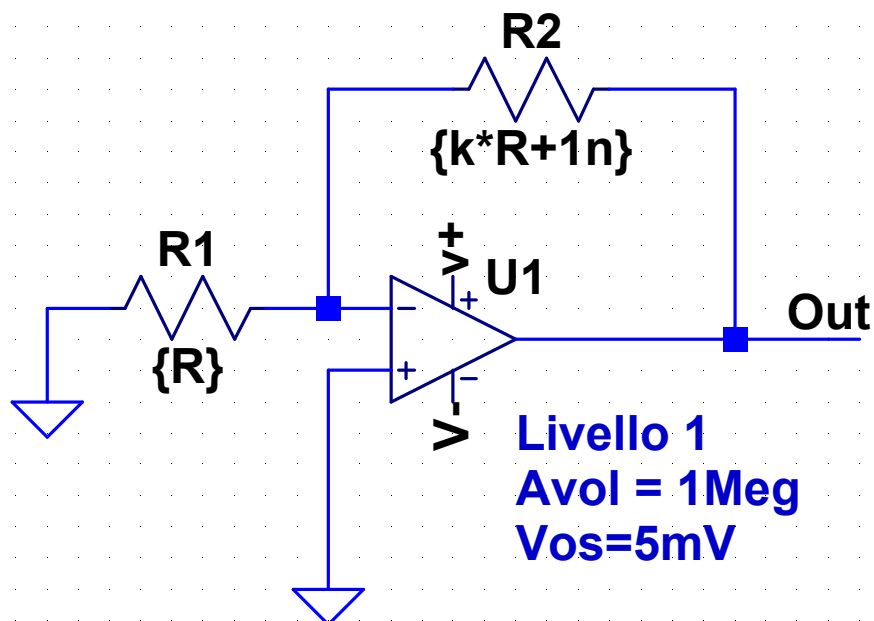 R2
{k*R+1n}
R1
{R}
v+
U1
Out
V-
Livello 1
Avol = 1Meg
Vos=5mV